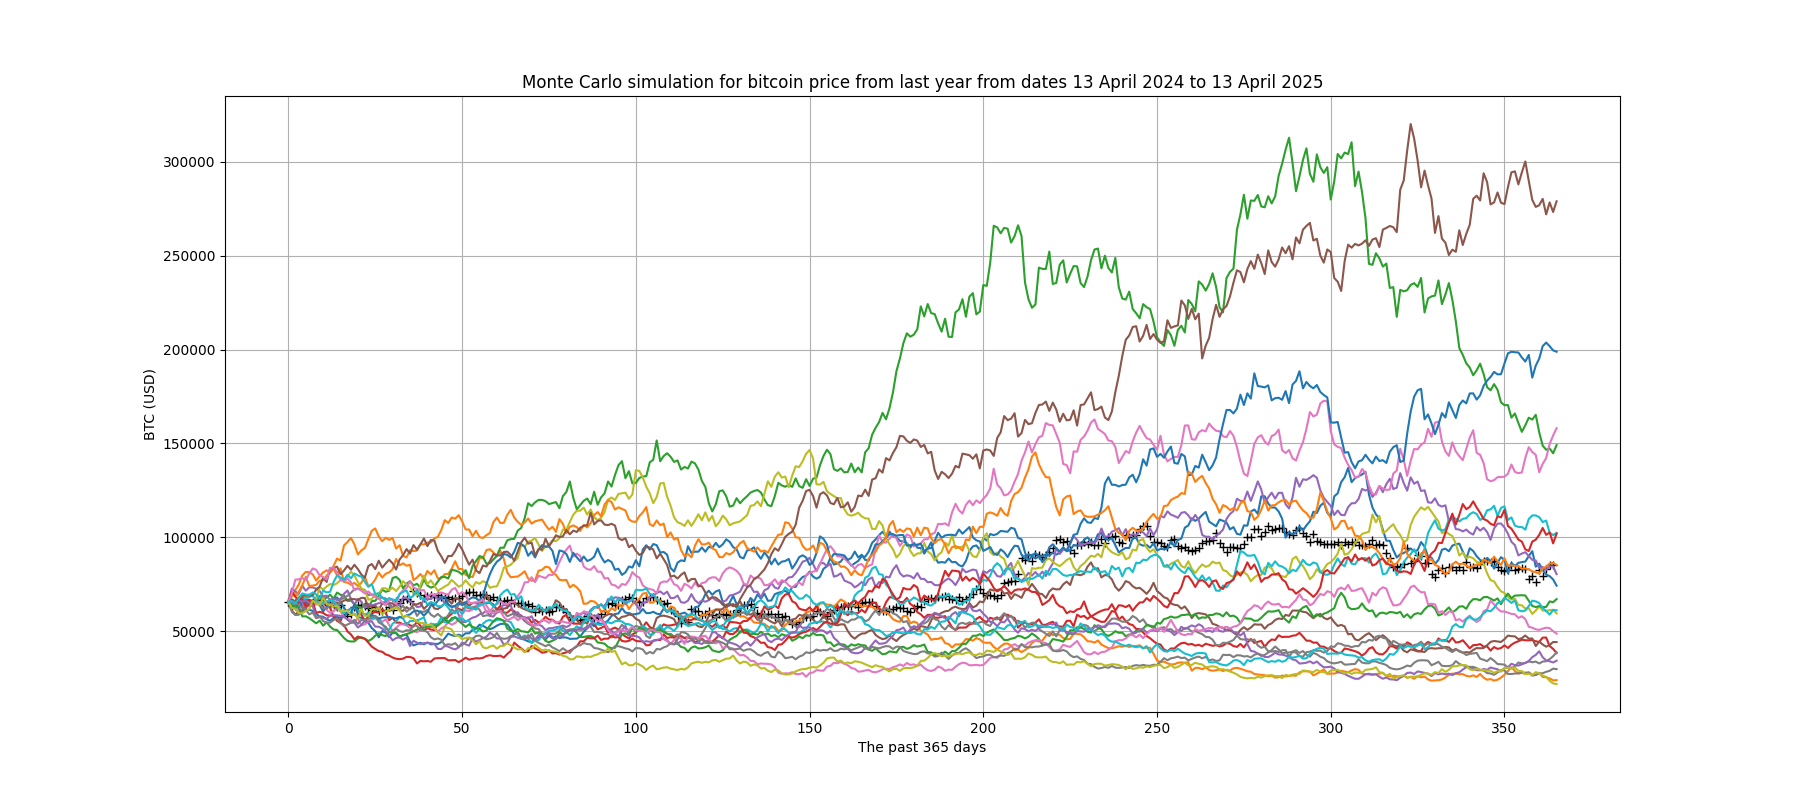 Monte Carlo simulation for bitcoin price from last year from dates 13 April 2024 to 13 April 2025
300000
250000
200000
150000
100000
50000
BTC (USD)
0 50 100 150 200 250 300 350
The past 365 days